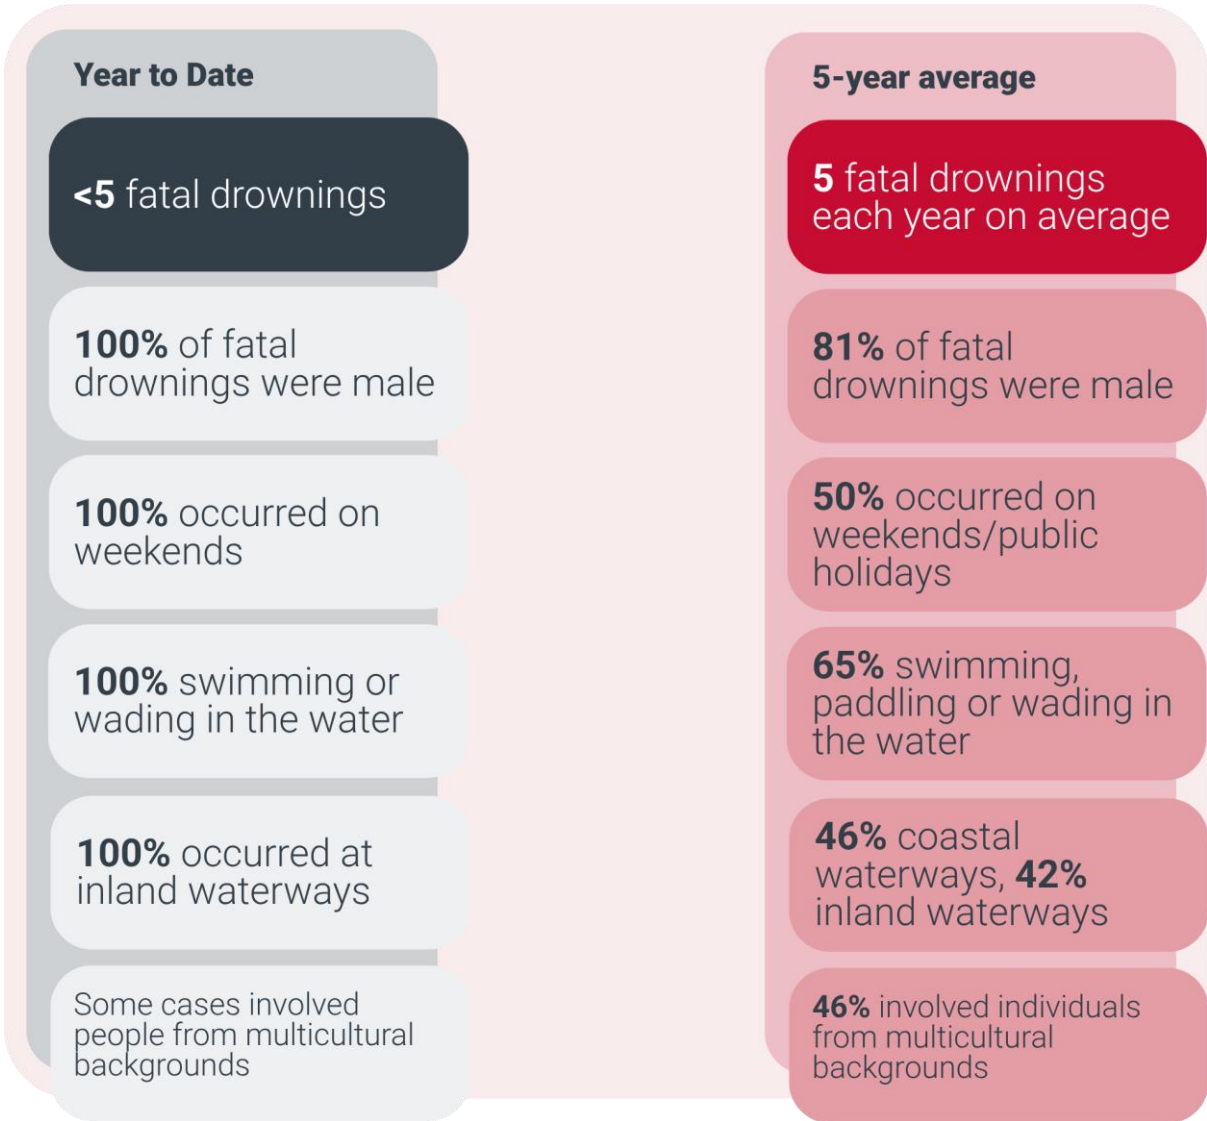 Year to Date
<5 fatal drownings
100% of fatal
drownings were male
100% occurred on
weekends
100% swimming or
wading in the water
100% occurred at
inland waterways
Some cases involved
people from multicultural
backgrounds
5-year average
5 fatal drownings
each year on average
81% of fatal
drownings were male
50% occurred on
weekends/public
holidays
65% swimming,
paddling or wading in
the water
46% coastal
waterways, 42%
inland waterways
46% involved individuals
from multicultural
backgrounds